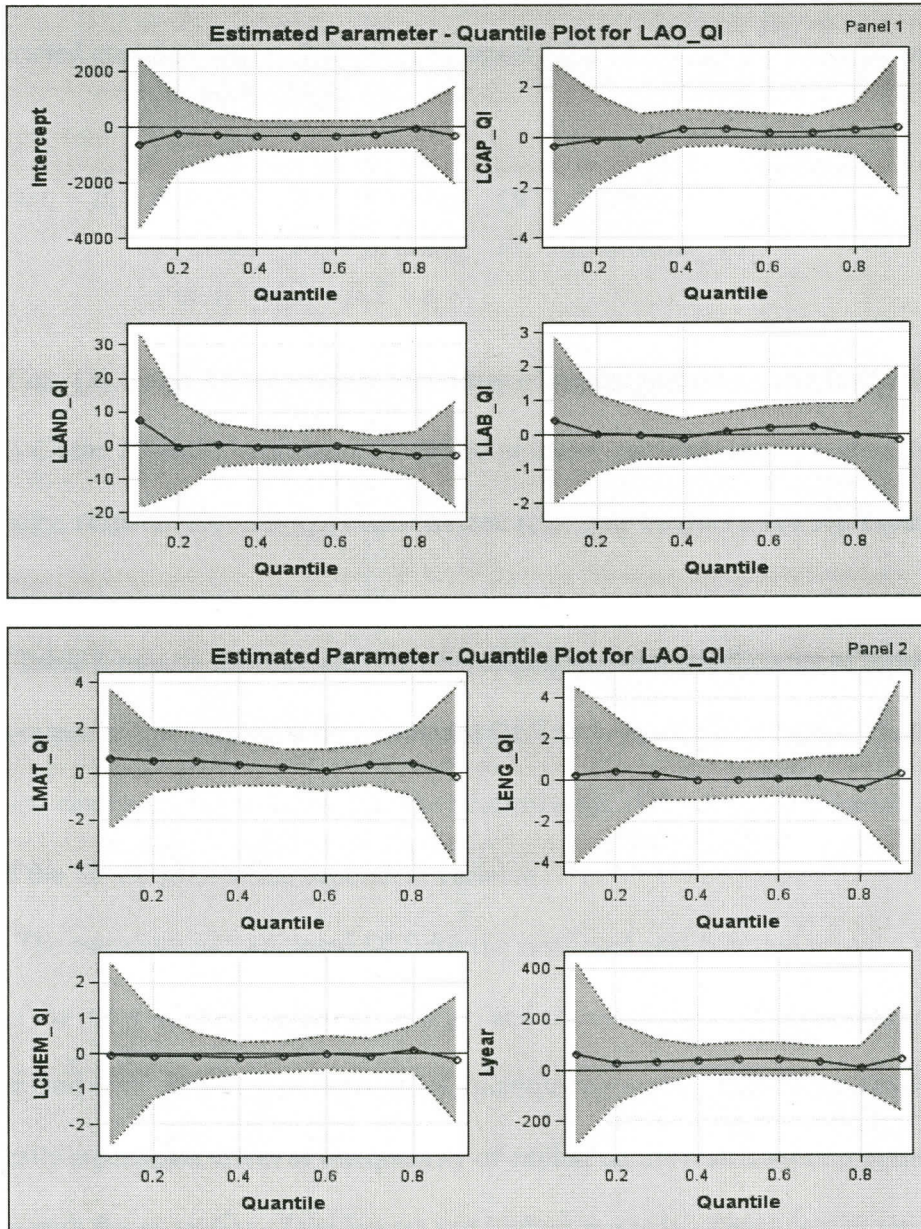 Estimated Parameter - Quantile Plot for LAO_QI
Panel 1
Intercept
2000
0
-2000
-4000
0.2 0.4 0.6 0.8
Quantile
LCAP_QI
2
0
-2
-4
0.2 0.4 0.6 0.8
Quantile
LLAND_QI
30
20
10
0
-10
-20
0.2 0.4 0.6 0.8
Quantile
LLAB_QI
3
2
1
0
-1
-2
0.2 0.4 0.6 0.8
Quantile
Estimated Parameter - Quantile Plot for LAO_QI
Panel 2
LMAT_QI
4
2
0
-2
-4
0.2 0.4 0.6 0.8
Quantile
LENG_QI
4
2
0
-2
-4
0.2 0.4 0.6 0.8
Quantile
LCHEM_QI
2
0
-2
0.2 0.4 0.6 0.8
Quantile
Lyear
400
200
0
-200
0.2 0.4 0.6 0.8
Quantile